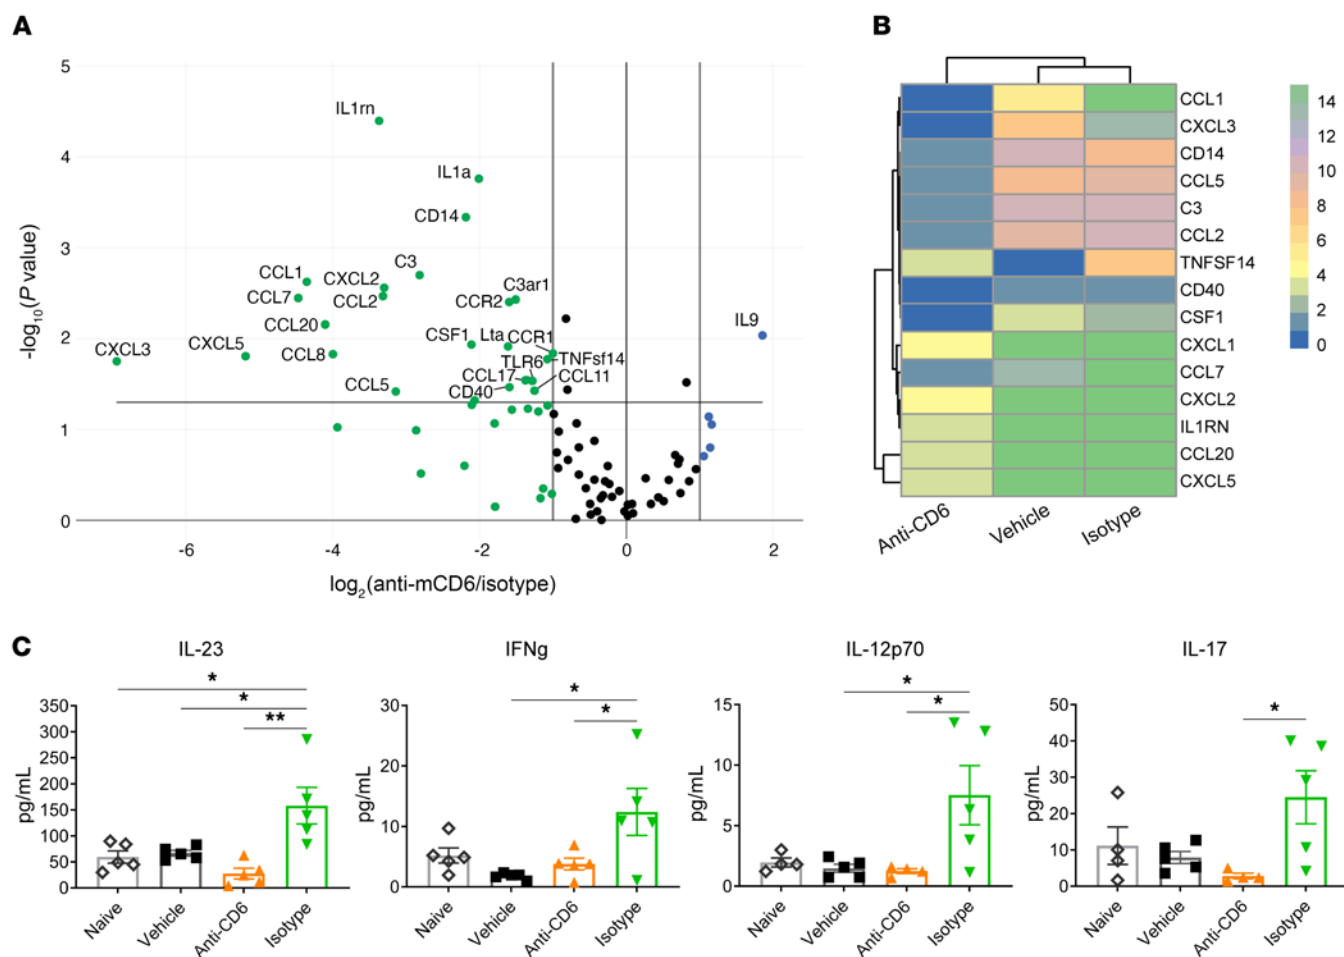 A
5
4
3
2
1
0
-log10(P value)
IL1rn
IL1a
CD14
C3
CCL1
CXCL2
C3ar1
CCL7
CCL2
CCR2
IL9
CCL20
CSF1
Lta
CCR1
CXCL3
CXCL5
CCL8
TNFsf14
TLR6
CCL17
CCL11
CCL5
CD40
-6
-4
-2
0
2
log2(anti-mCD6/isotype)
B
CCL1
CXCL3
CD14
CCL5
C3
CCL2
TNFSF14
CD40
CSF1
CXCL1
CCL7
CXCL2
IL1RN
CCL20
CXCL5
Anti-CD6
Vehicle
Isotype
14
12
10
8
6
4
2
0
C
IL-23
*
*
**
350
300
250
200
150
100
50
0
pg/mL
Naive
Vehicle
Anti-CD6
Isotype
IFNg
*
*
30
20
10
0
pg/mL
Naive
Vehicle
Anti-CD6
Isotype
IL-12p70
*
*
15
10
5
0
pg/mL
Naive
Vehicle
Anti-CD6
Isotype
IL-17
*
50
40
30
20
10
0
pg/mL
Naive
Vehicle
Anti-CD6
Isotype